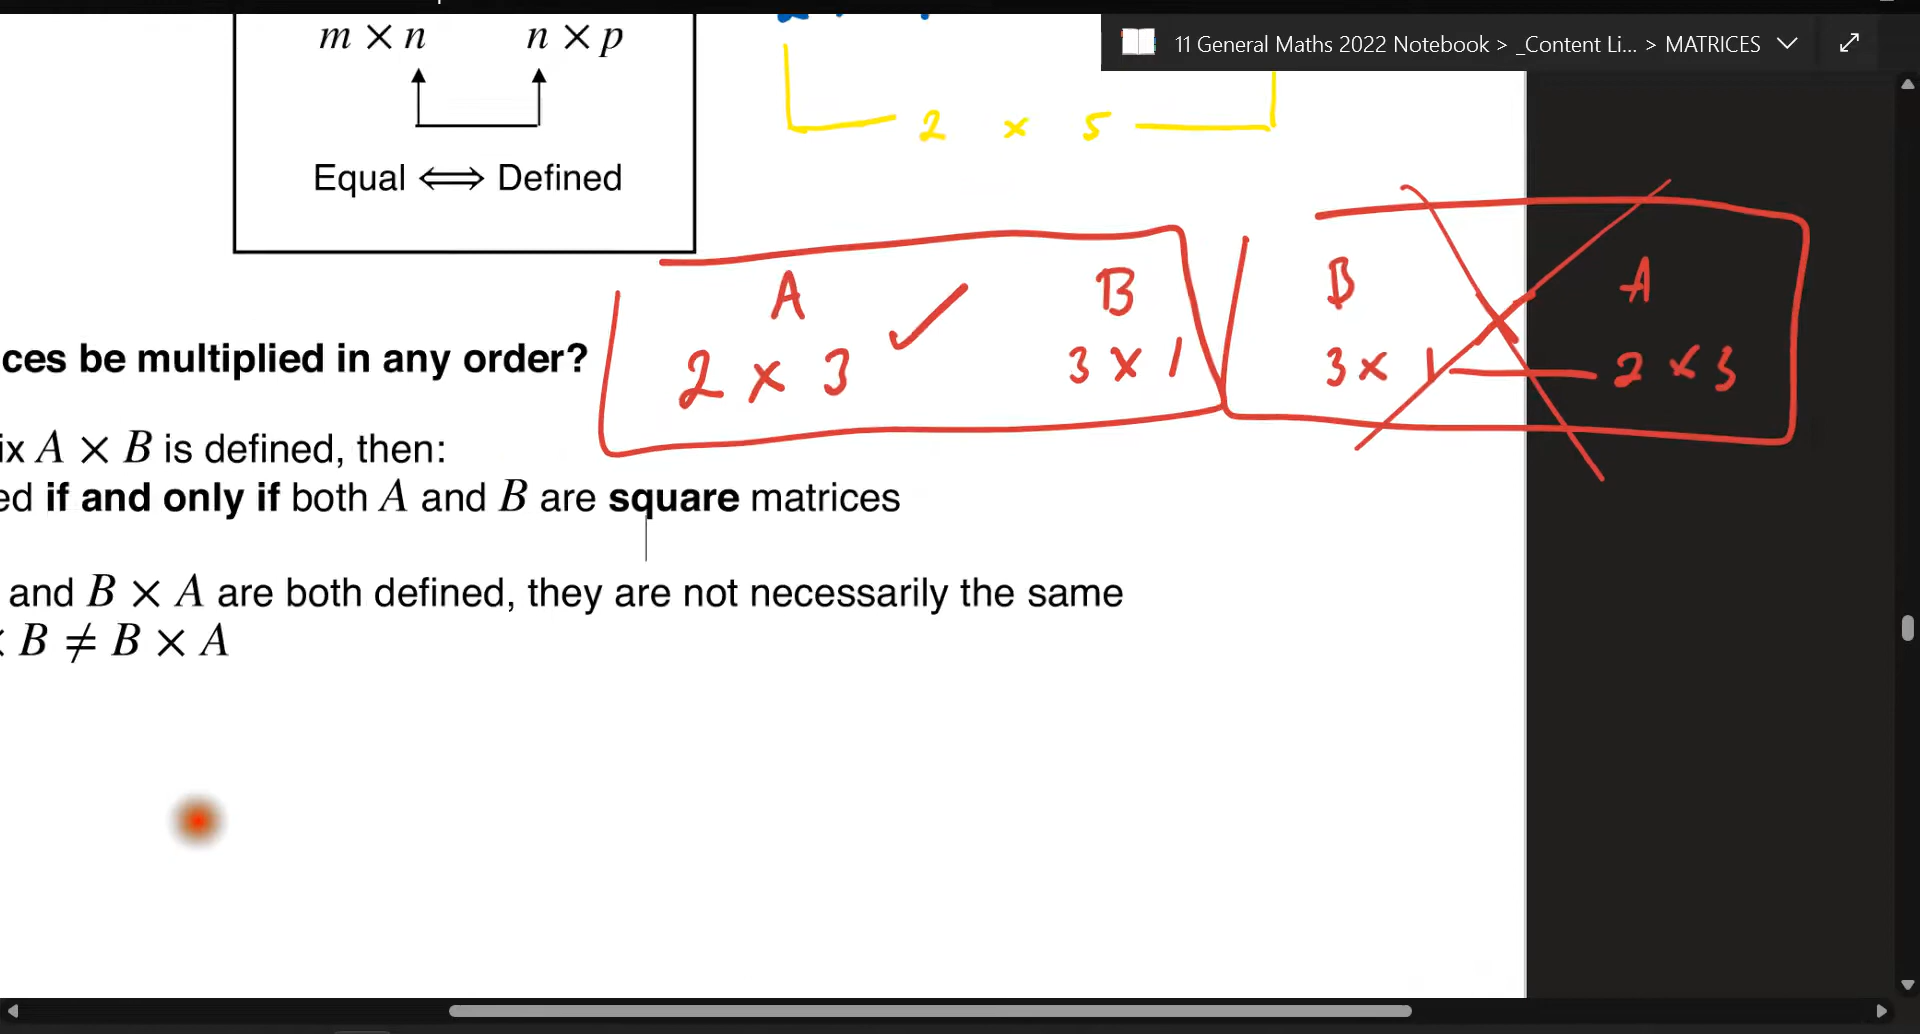 11 General Maths 2022 Notebook > _Content Li... > MATRICES
m × n n × p
2 × 5
Equal ⟺ Defined
A B B A
2 × 3 ✓ 3 × 1 3 × 1 2 × 3
ces be multiplied in any order?
ix A × B is defined, then:
ed if and only if both A and B are square matrices
and B × A are both defined, they are not necessarily the same
× B ≠ B × A